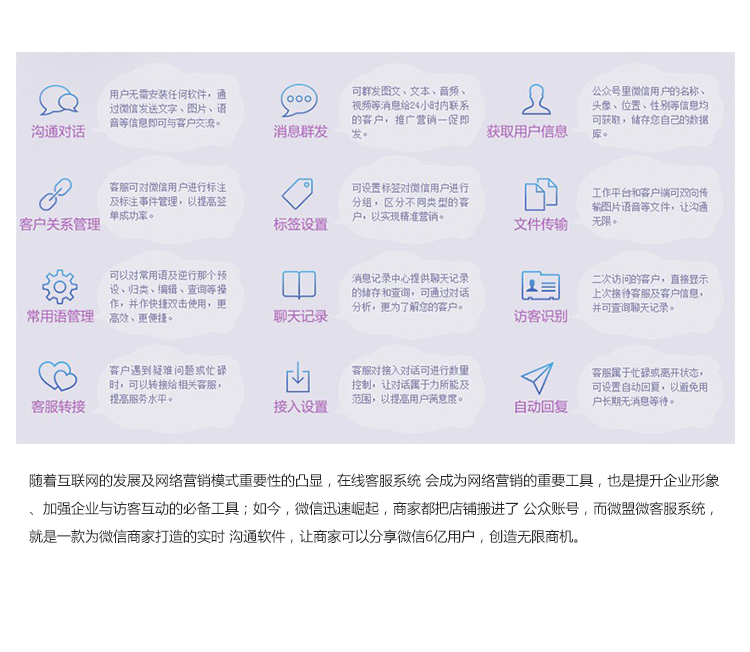 用户无需安装任何软件，通
过微信发送文字、图片、语
音等信息即可与客户交流。
沟通对话
可群发图文、文本、音频、
视频等消息给24小时内联系
的客户，推广营销一促即
发。
消息群发
公众号里微信用户的名称、
头像、位置、性别等信息均
可获取，储存您自己的数据
库。
获取用户信息
客服可对微信用户进行标注
及标注事件管理，以提高签
单成功率。
客户关系管理
可设置标签对微信用户进行
分组，区分不同类型的客
户，以实现精准营销。
标签设置
工作平台和客户端可双向传
输图片语音等文件，让沟通
无限。
文件传输
可以对常用语及逆行那个预
设、归类、编辑、查询等操
作，并作快捷双击使用，更
高效、更便捷。
常用语管理
消息记录中心提供聊天记录
的储存和查询，可通过对话
分析，更为了解您的客户。
聊天记录
二次访问的客户，直接显示
上次接待客服及客户信息，
并可查询聊天记录。
访客识别
客户遇到疑难问题或忙碌
时，可以转接给相关客服，
提高服务水平。
客服转接
客服对接入对话可进行数量
控制，让对话属于力所能及
范围，以提高用户满意度。
接入设置
客服属于忙碌或离开状态，
可设置自动回复，以避免用
户长期无消息等待。
自动回复
随着互联网的发展及网络营销模式重要性的凸显，在线客服系统 会成为网络营销的重要工具，也是提升企业形象
、加强企业与访客互动的必备工具；如今，微信迅速崛起，商家都把店铺搬进了 公众账号，而微盟微客服系统，
就是一款为微信商家打造的实时 沟通软件，让商家可以分享微信6亿用户，创造无限商机。